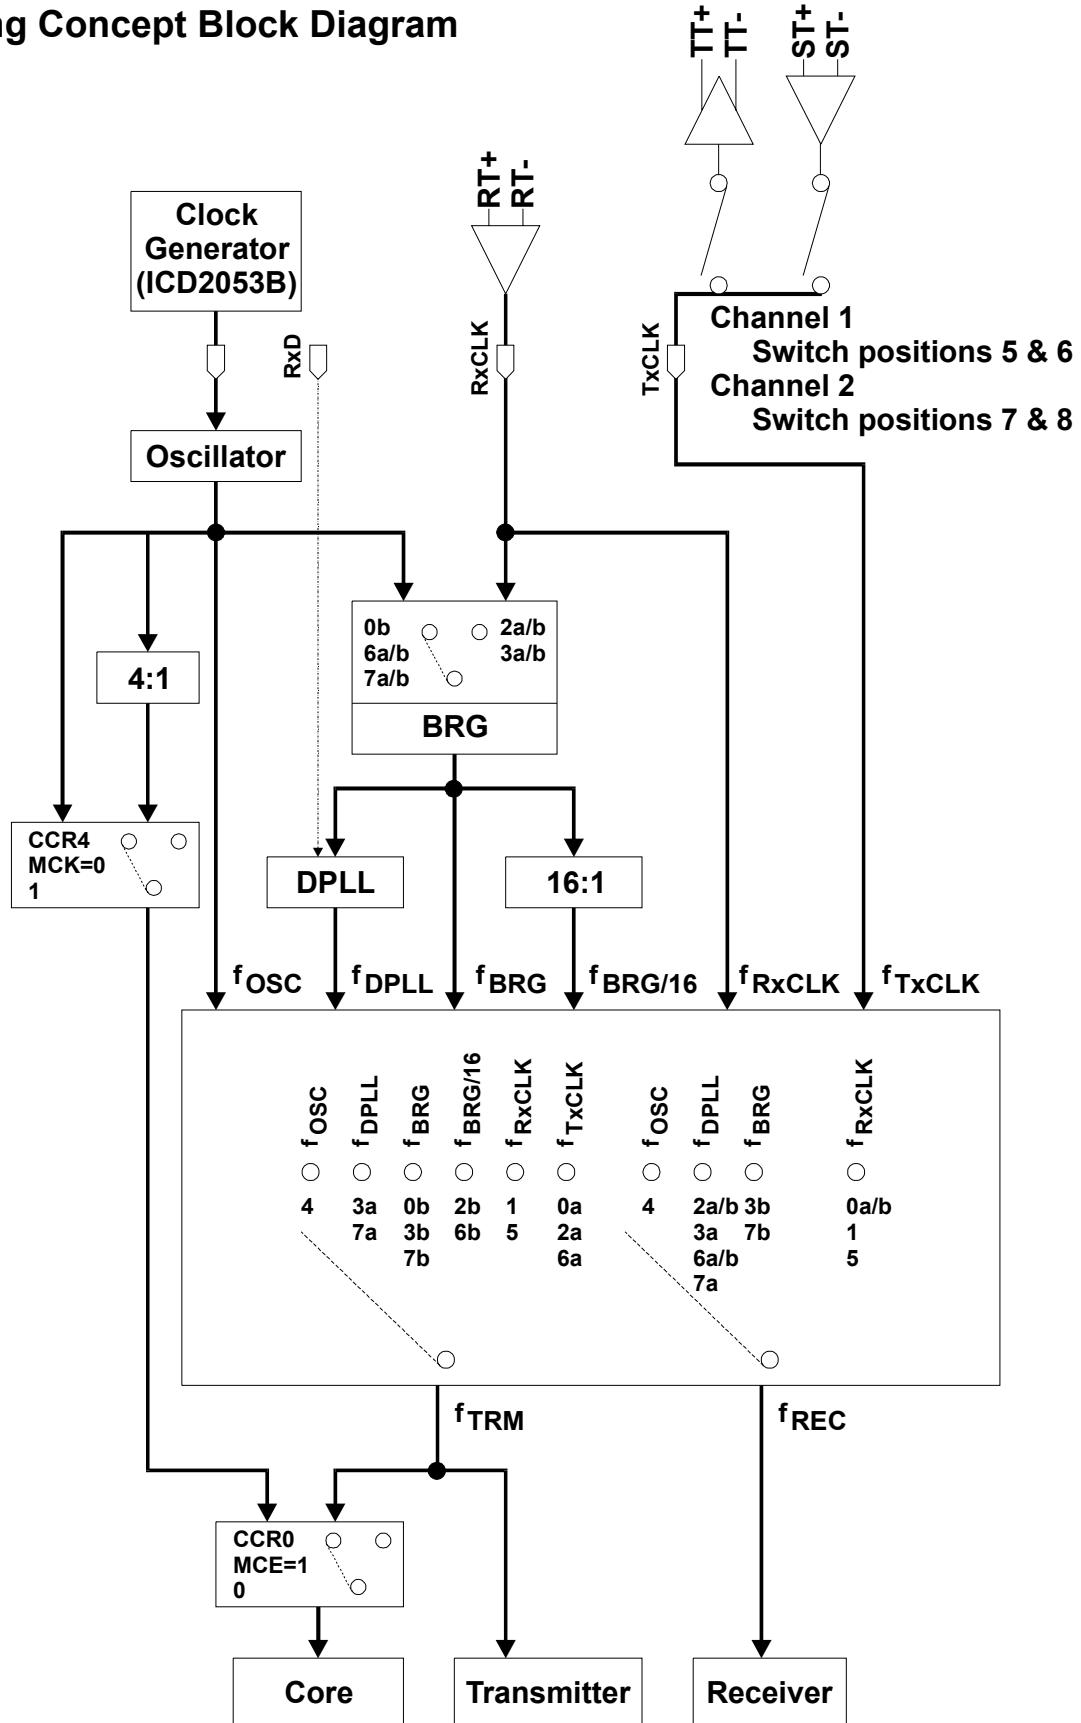 ng Concept Block Diagram
TT+
TT-
ST+
ST-
RT+
RT-
Clock
Generator
(ICD2053B)
RxD
RxCLK
TxCLK
Channel 1
Switch positions 5 & 6
Channel 2
Switch positions 7 & 8
Oscillator
4:1
0b
6a/b
7a/b
2a/b
3a/b
BRG
CCR4
MCK=0
1
DPLL
16:1
fOSC
fDPLL
fBRG
fBRG/16
fRxCLK
fTxCLK
fOSC
fDPLL
fBRG
fBRG/16
fRxCLK
fTxCLK
fOSC
fDPLL
fBRG
fRxCLK
4
3a
7a
0b
3b
7b
2b
6b
1
5
0a
2a
6a
4
2a/b
3a
6a/b
7a
3b
7b
0a/b
1
5
fTRM
fREC
CCR0
MCE=1
0
Core
Transmitter
Receiver